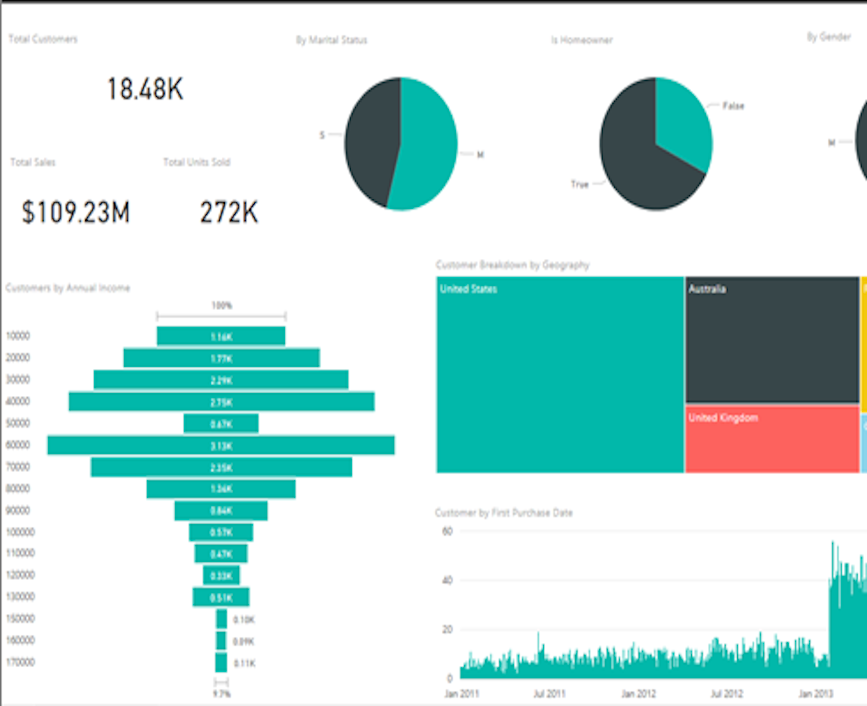 Total Customers
18.48K
Total Sales
Total Units Sold
$109.23M
272K
By Marital Status
S
M
Is Homeowner
False
True
By Gender
M
Customers by Annual Income
100%
10000
1.16K
20000
1.77K
30000
2.29K
40000
2.75K
50000
0.67K
60000
3.13K
70000
2.35K
80000
1.36K
90000
0.84K
100000
0.57K
110000
0.47K
120000
0.33K
130000
0.51K
150000
0.10K
160000
0.09K
170000
0.11K
9.7%
Customer Breakdown by Geography
United States
Australia
United Kingdom
Customer by First Purchase Date
60
40
20
0
Jan 2011
Jul 2011
Jan 2012
Jul 2012
Jan 2013